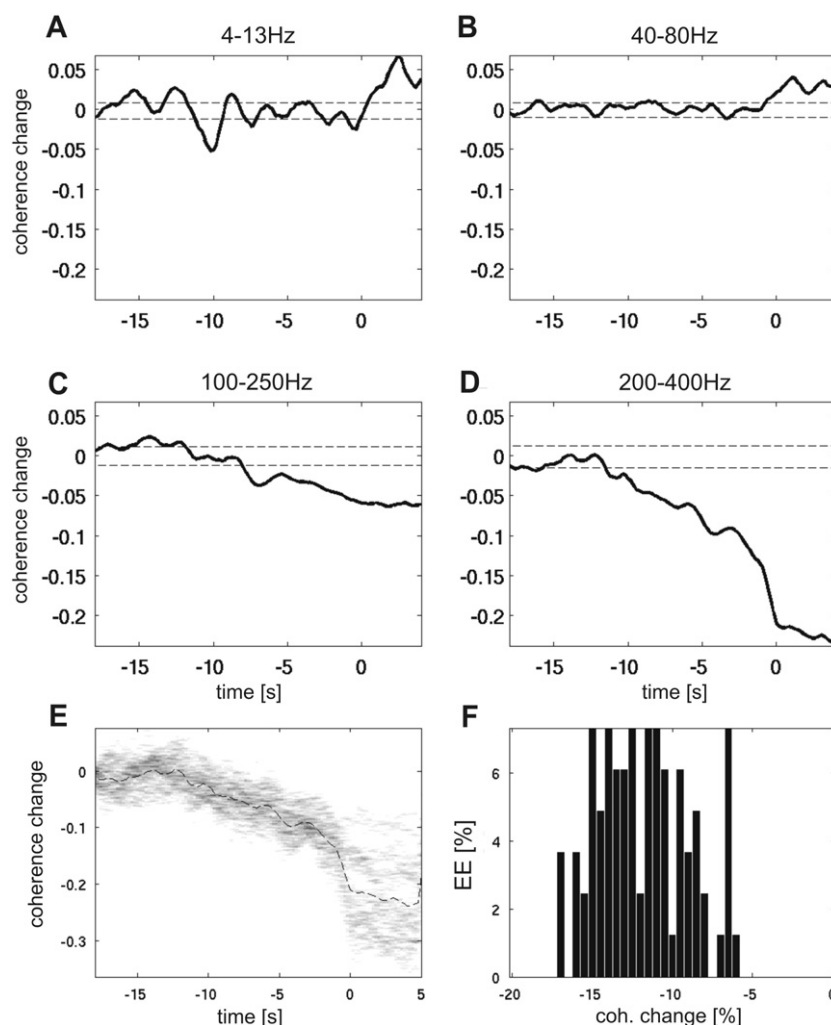 A 4-13Hz
B 40-80Hz
coherence change
0.05
0
-0.05
-0.1
-0.15
-0.2
-15 -10 -5 0
0.05
0
-0.05
-0.1
-0.15
-0.2
-15 -10 -5 0
C 100-250Hz
D 200-400Hz
coherence change
0.05
0
-0.05
-0.1
-0.15
-0.2
-15 -10 -5 0
time [s]
0.05
0
-0.05
-0.1
-0.15
-0.2
-15 -10 -5 0
time [s]
E
coherence change
0
-0.1
-0.2
-0.3
-15 -10 -5 0 5
time [s]
F
EE [%]
6
4
2
0
-20 -15 -10 -5 0
coh. change [%]